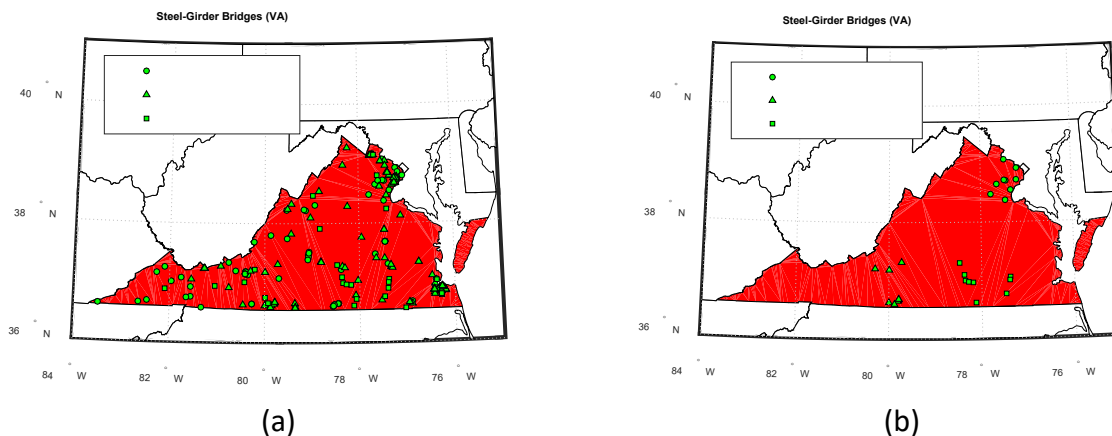 Steel-Girder Bridges (VA)
40 ° N
38 ° N
36 ° N
84 ° W
82 ° W
80 ° W
78 ° W
76 ° W
(a)
Steel-Girder Bridges (VA)
40 ° N
38 ° N
36 ° N
84 ° W
82 ° W
80 ° W
78 ° W
76 ° W
(b)